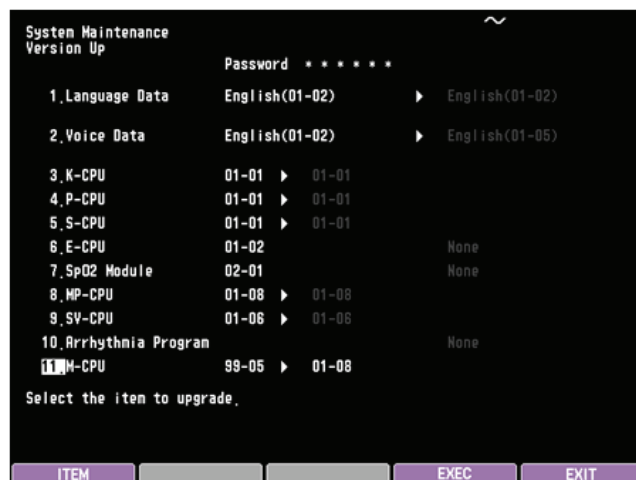 System Maintenance
Version Up
Password * * * * * *
1.Language Data English(01-02) ▶ English(01-02)
2.Voice Data English(01-02) ▶ English(01-05)
3.K-CPU 01-01 ▶ 01-01
4.P-CPU 01-01 ▶ 01-01
5.S-CPU 01-01 ▶ 01-01
6.E-CPU 01-02 None
7.SpO2 Module 02-01 None
8.MP-CPU 01-08 ▶ 01-08
9.SV-CPU 01-06 ▶ 01-06
10.Arrhythmia Program None
11.M-CPU 99-05 ▶ 01-08
Select the item to upgrade.
ITEM EXEC EXIT